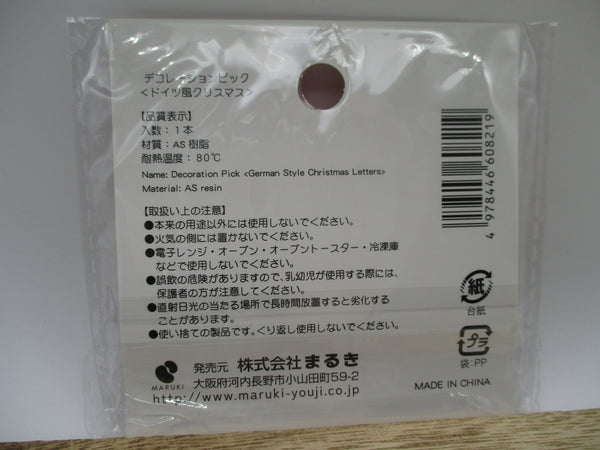 デコレーションピック
<ドイツ風クリスマス>
【品質表示】
入数：1本
材質：AS樹脂
耐熱温度：80℃
Name: Decoration Pick <German Style Christmas Letters>
Material: AS resin
【取扱い上の注意】
●本来の用途以外には使用しないでください。
●火気の側には置かないでください。
●電子レンジ・オーブン・オーブントースター・冷凍庫
などで使用しないでください。
●誤飲の危険がありますので、乳幼児が使用する際には、
保護者の方が注意してください。
●直射日光の当たる場所で長時間放置すると劣化する
ことがあります。
●使い捨ての製品です。くり返し使用しないでください。
MARUKI
発売元 株式会社まるき
大阪府河内長野市小山田町59-2
<http://www.maruki-youji.co.jp>
4 978446 608219
紙
台紙
プラ
袋:PP
MADE IN CHINA